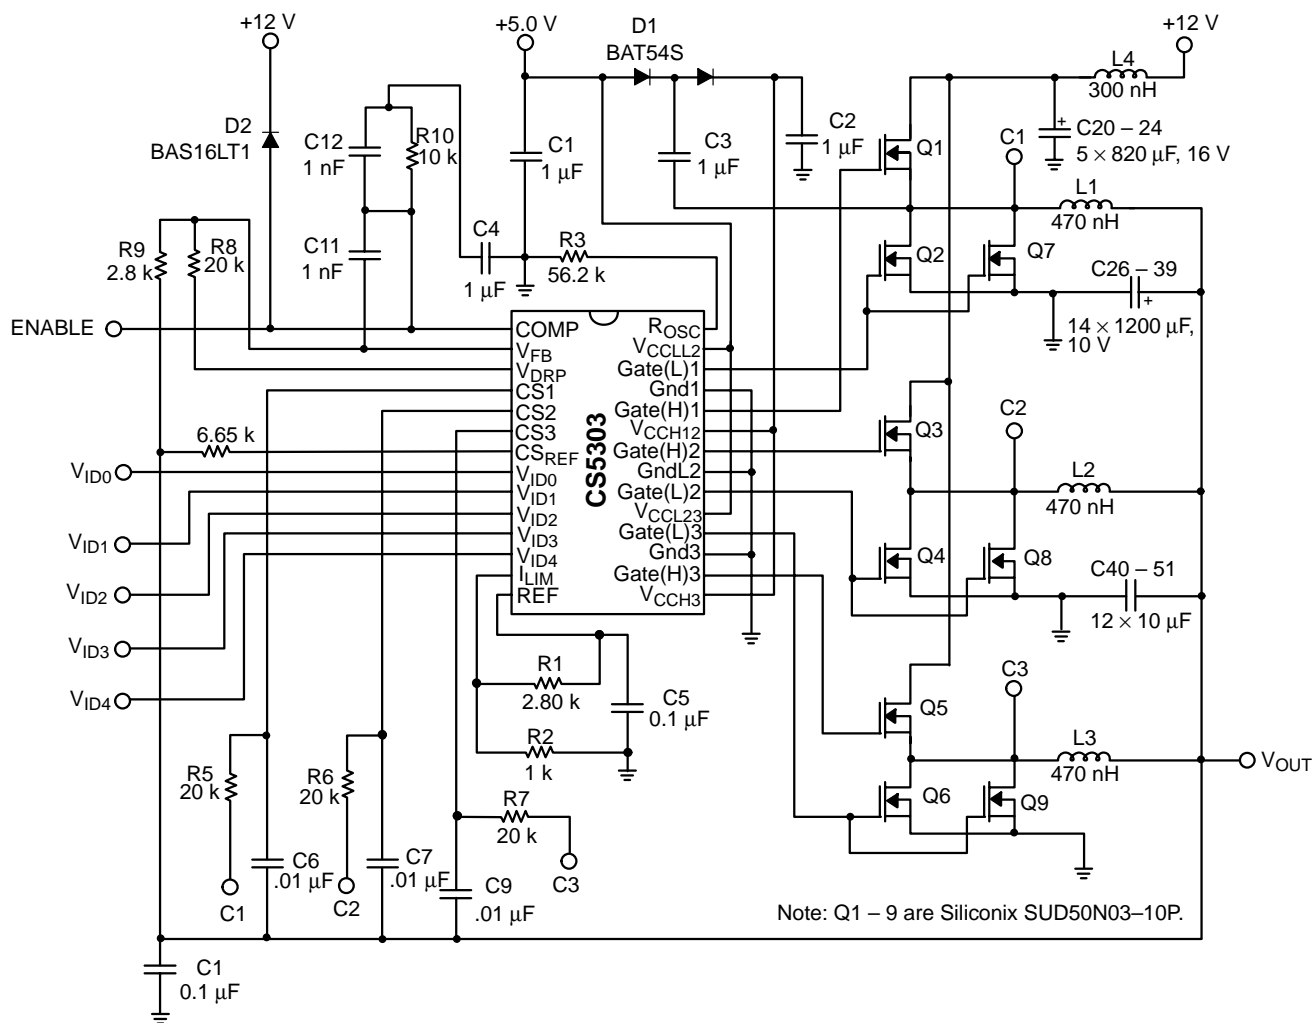 +12 V
+5.0 V
D1
BAT54S
+12 V
L4
300 nH
D2
BAS16LT1
C12
1 nF
R10
10 k
C1
1 µF
C3
1 µF
C2
1 µF
Q1
C1
+
C20 – 24
5 × 820 µF, 16 V
L1
470 nH
R9
2.8 k
R8
20 k
C11
1 nF
C4
1 µF
R3
56.2 k
Q2
Q7
C26 – 39
+
14 × 1200 µF,
10 V
ENABLE
COMP
VFB
VDRP
CS1
CS2
CS3
CSREF
VID0
VID1
VID2
VID3
VID4
ILIM
REF
CS5303
ROSC
VCCLL2
Gate(L)1
Gnd1
Gate(H)1
VCCH12
Gate(H)2
GndL2
Gate(L)2
VCCL23
Gate(L)3
Gnd3
Gate(H)3
VCCH3
6.65 k
VID0
VID1
VID2
VID3
VID4
Q3
C2
L2
470 nH
Q4
Q8
C40 – 51
12 × 10 µF
R1
2.80 k
R2
1 k
C5
0.1 µF
Q5
C3
L3
470 nH
VOUT
Q6
Q9
R5
20 k
R6
20 k
R7
20 k
C6
.01 µF
C7
.01 µF
C9
.01 µF
C1
C2
C3
Note: Q1 – 9 are Siliconix SUD50N03–10P.
C1
0.1 µF